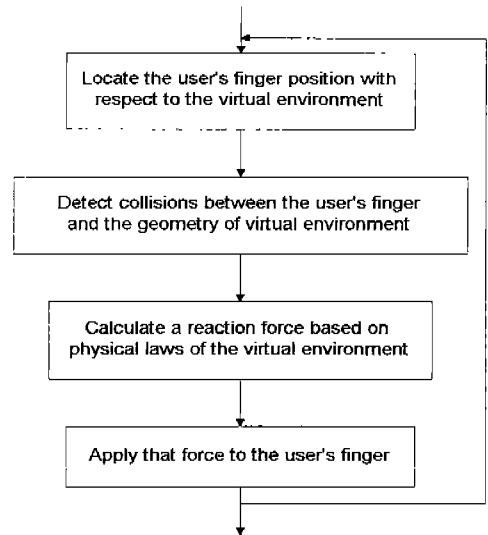 Locate the user's finger position with
respect to the virtual environment
Detect collisions between the user's finger
and the geometry of virtual environment
Calculate a reaction force based on
physical laws of the virtual environment
Apply that force to the user's finger